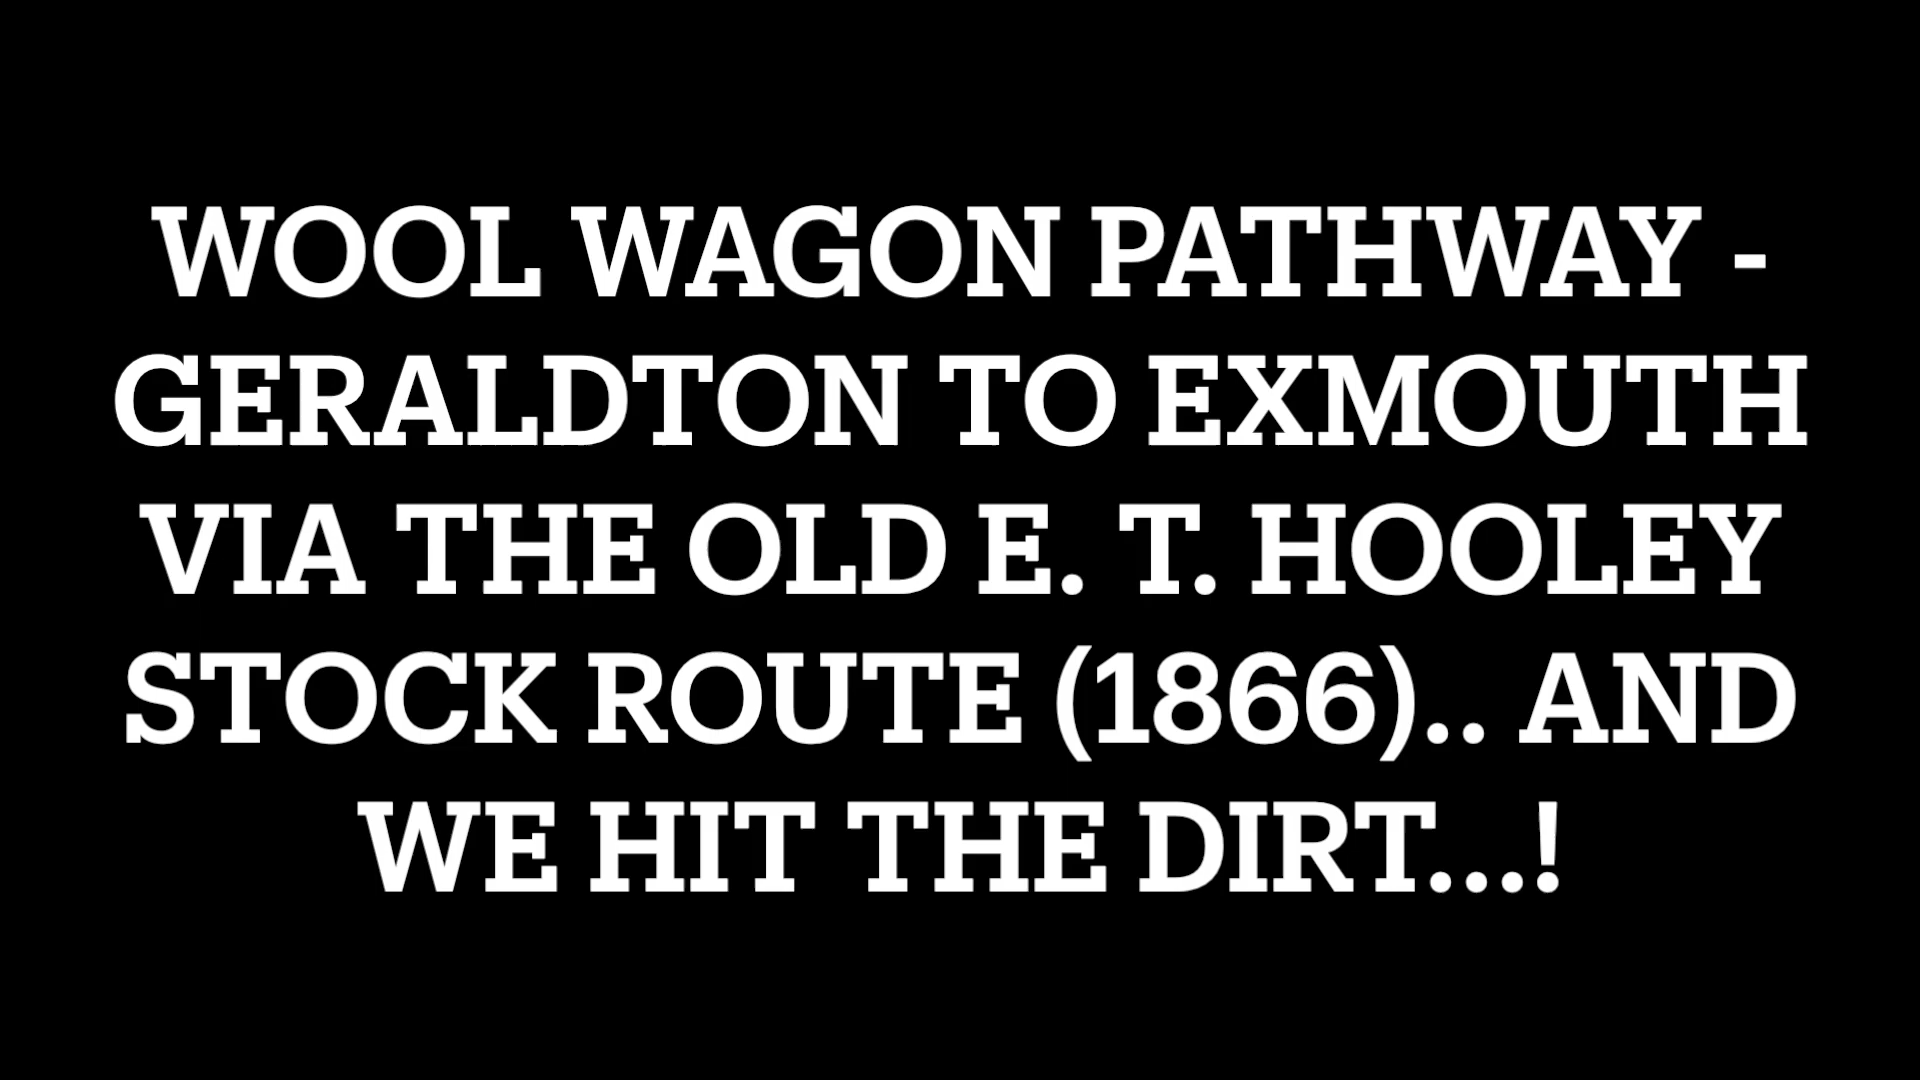 WOOL WAGON PATHWAY -
GERALDTON TO EXMOUTH
VIA THE OLD E. T. HOOLEY
STOCK ROUTE (1866).. AND
WE HIT THE DIRT...!